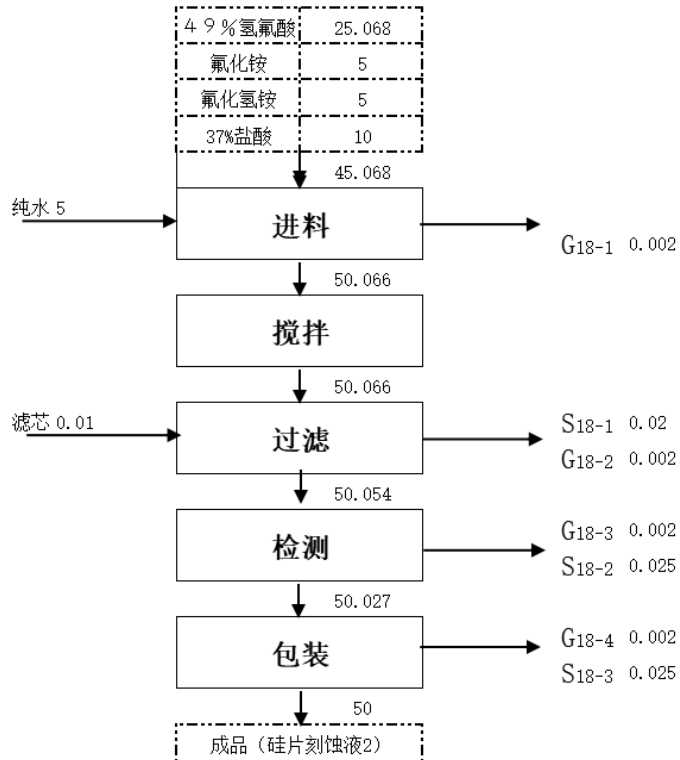 ４９％氢氟酸 25.068
氟化铵 5
氟化氢铵 5
37%盐酸 10
45.068
纯水 5
进料
G18-1 0.002
50.066
搅拌
50.066
滤芯 0.01
过滤
S18-1 0.02
G18-2 0.002
50.054
检测
G18-3 0.002
S18-2 0.025
50.027
包装
G18-4 0.002
S18-3 0.025
50
成品（硅片刻蚀液2）